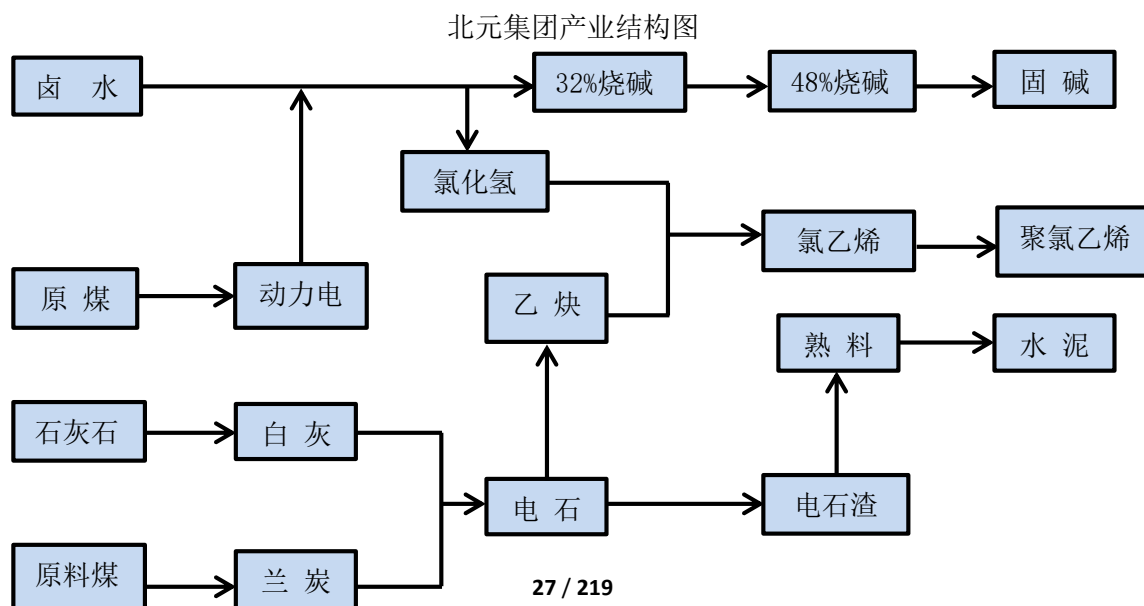 北元集团产业结构图
卤 水
32%烧碱
48%烧碱
固 碱
氯化氢
氯乙烯
聚氯乙烯
原 煤
动力电
乙 炔
熟 料
水 泥
石灰石
白 灰
电 石
电石渣
原料煤
兰 炭
27 / 219